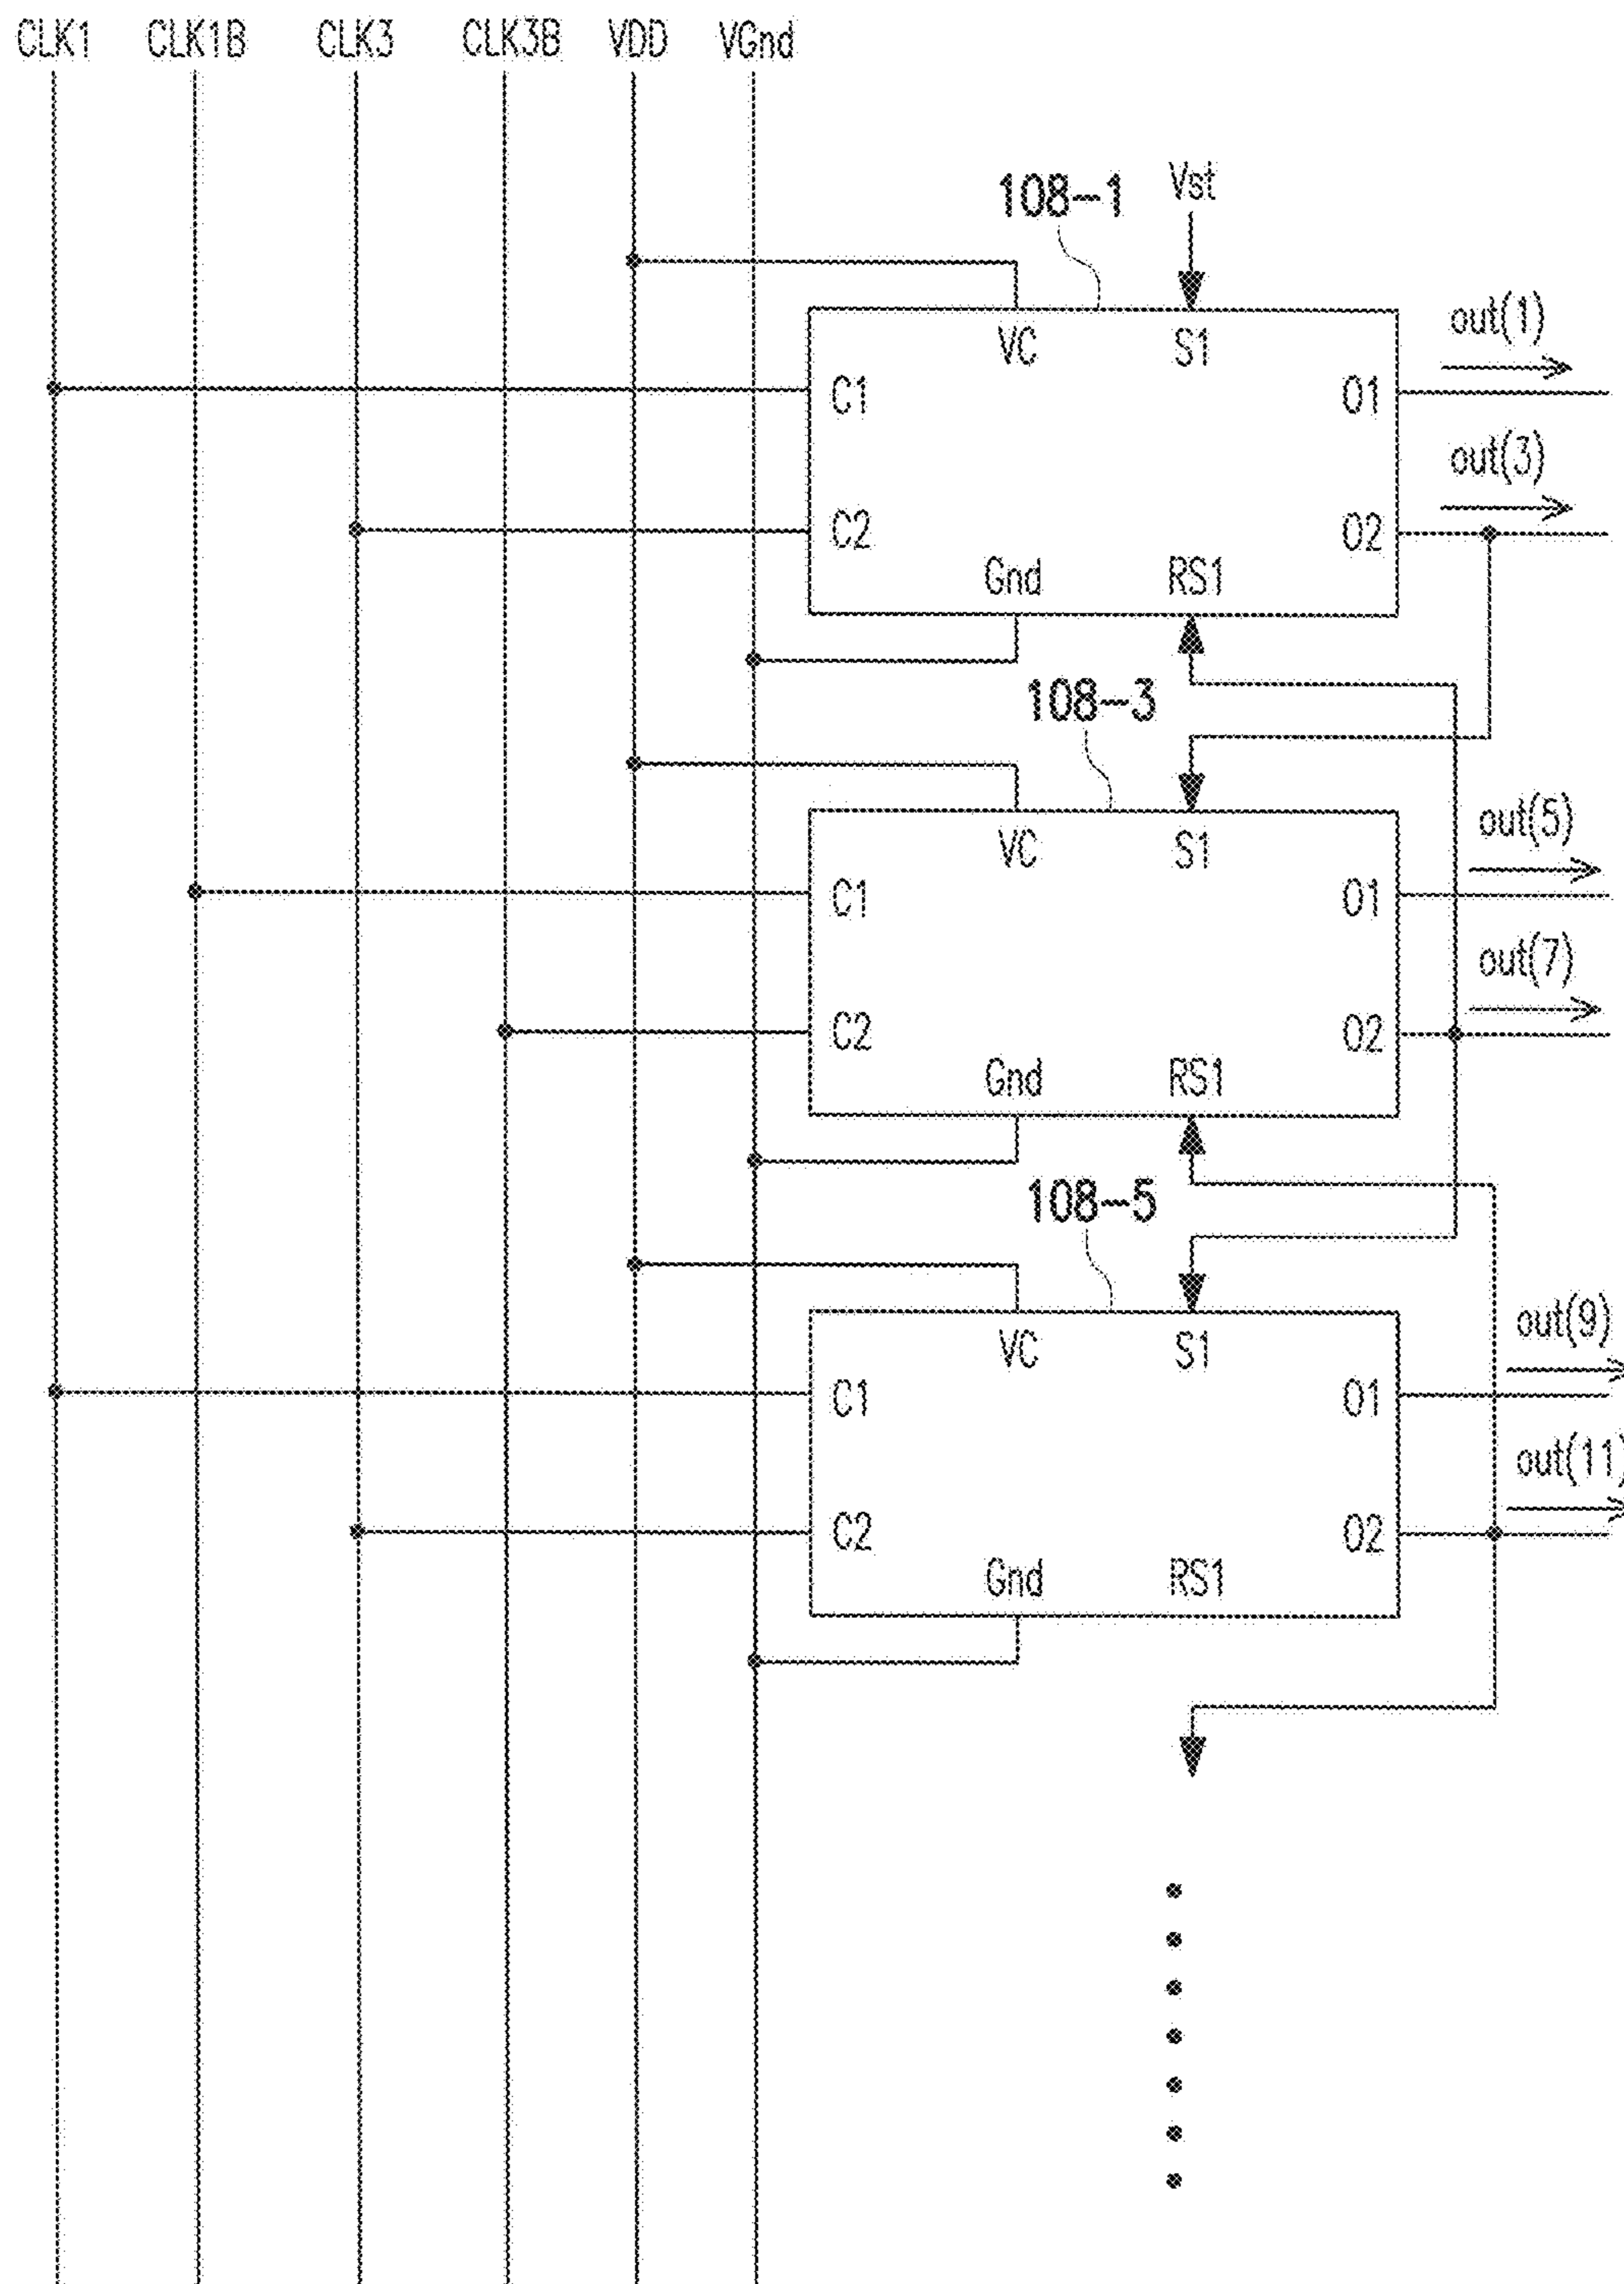 CLK1 CLK1B CLK3 CLK3B VDD VGnd
108-1 Vst
VC S1 out(1)
C1 O1
out(3)
C2 O2
Gnd RS1
108-3
VC S1 out(5)
C1 O1
out(7)
C2 O2
Gnd RS1
108-5
VC S1 out(9)
C1 O1
out(11)
C2 O2
Gnd RS1